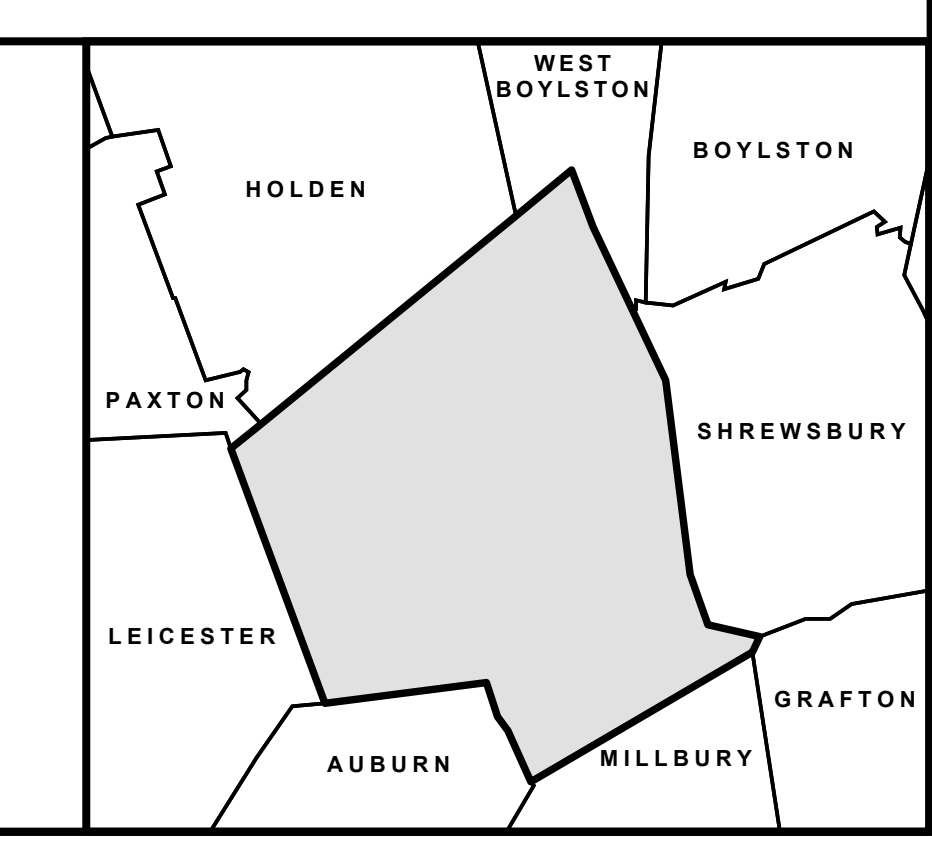 WEST
BOYLSTON
BOYLSTON
HOLDEN
PAXTON
SHREWSBURY
LEICESTER
GRAFTON
MILLBURY
AUBURN